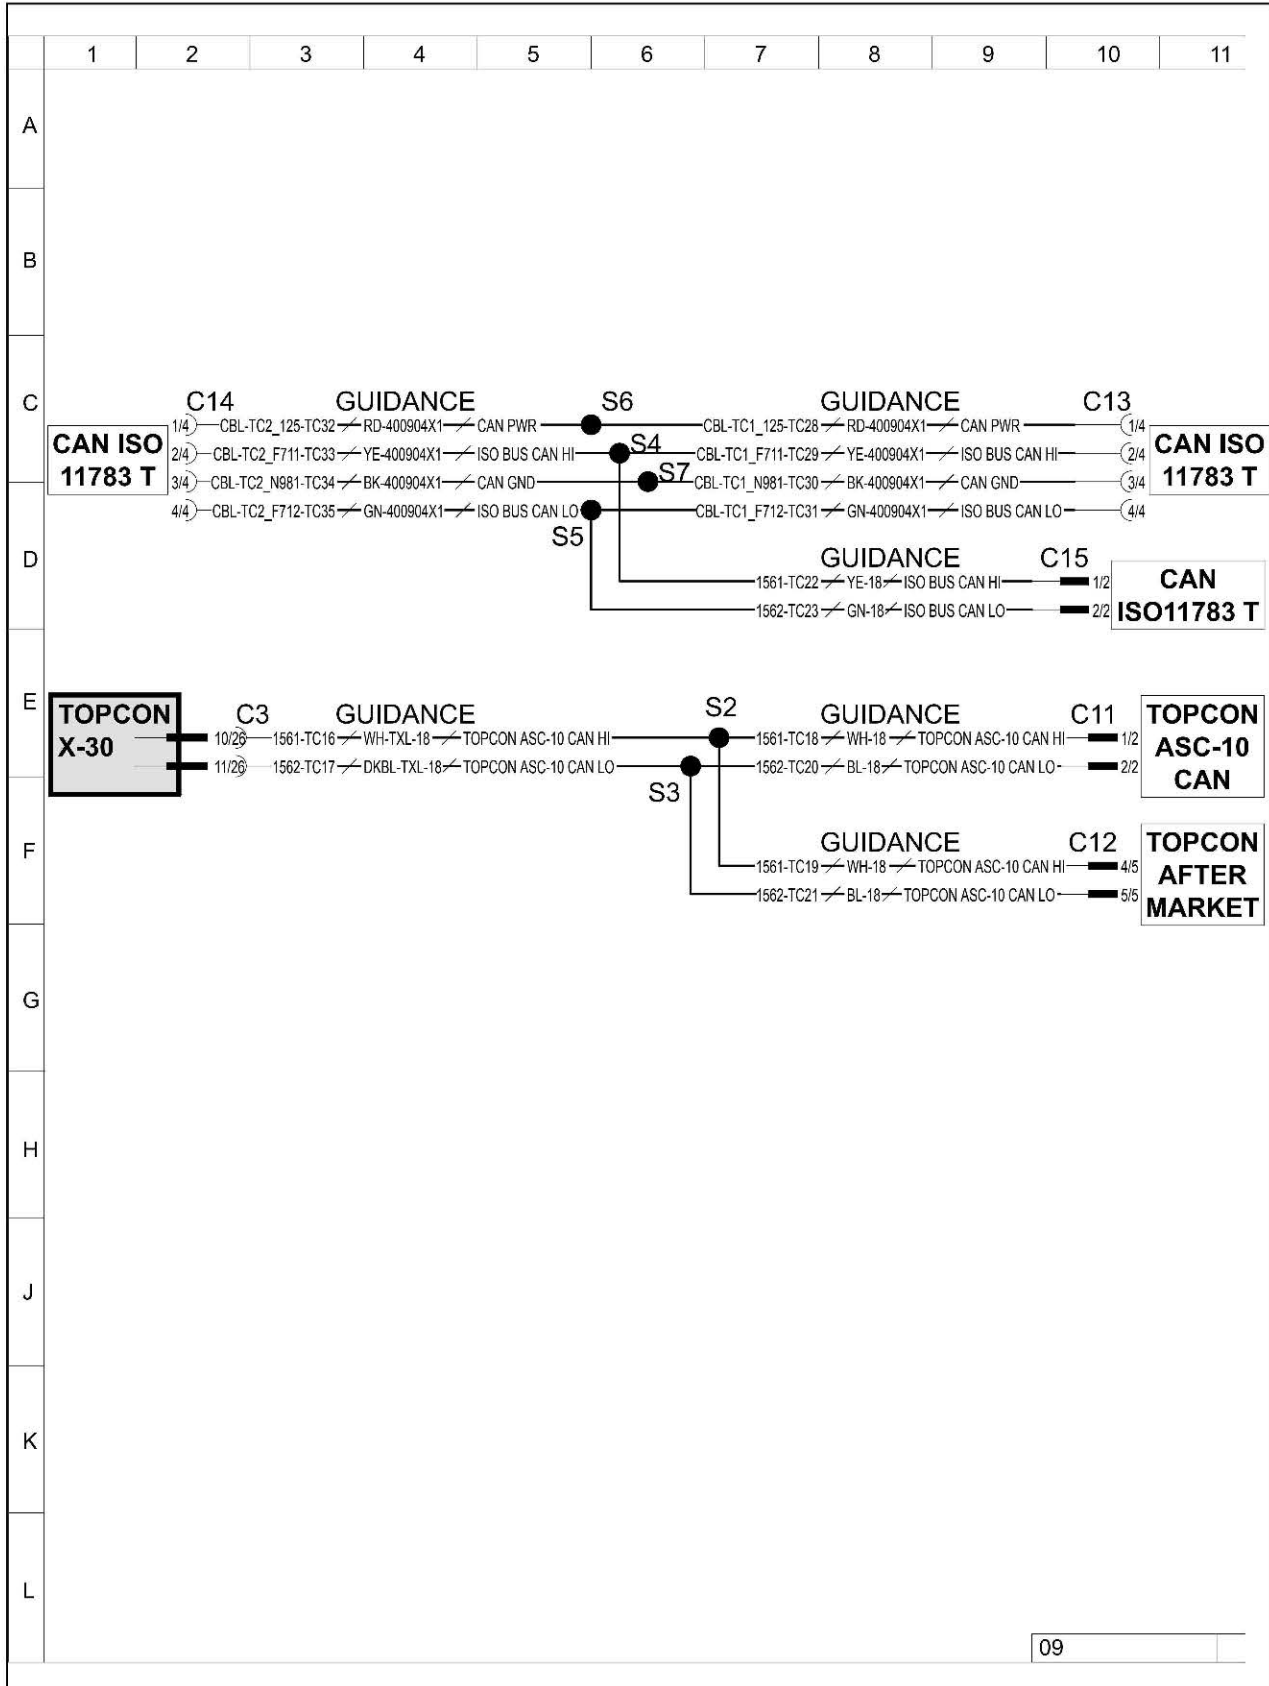 1 2 3 4 5 6 7 8 9 10 11
A
B
C
C14 GUIDANCE S6 GUIDANCE C13
1/4 CBL-TC2_125-TC32 RD-400904X1 CAN PWR CBL-TC1_125-TC28 RD-400904X1 CAN PWR 1/4
CAN ISO
11783 T
S4
2/4 CBL-TC2_F711-TC33 YE-400904X1 ISO BUS CAN HI CBL-TC1_F711-TC29 YE-400904X1 ISO BUS CAN HI 2/4
CAN ISO
11783 T
S7
3/4 CBL-TC2_N981-TC34 BK-400904X1 CAN GND CBL-TC1_N981-TC30 BK-400904X1 CAN GND 3/4
4/4 CBL-TC2_F712-TC35 GN-400904X1 ISO BUS CAN LO CBL-TC1_F712-TC31 GN-400904X1 ISO BUS CAN LO 4/4
S5
D
GUIDANCE C15
1561-TC22 YE-18 ISO BUS CAN HI 1/2
1562-TC23 GN-18 ISO BUS CAN LO 2/2
CAN
ISO11783 T
E
TOPCON
X-30
C3 GUIDANCE S2 GUIDANCE C11
10/26 1561-TC16 WH-TXL-18 TOPCON ASC-10 CAN HI 1561-TC18 WH-18 TOPCON ASC-10 CAN HI 1/2
11/26 1562-TC17 DKBL-TXL-18 TOPCON ASC-10 CAN LO 1562-TC20 BL-18 TOPCON ASC-10 CAN LO 2/2
TOPCON
ASC-10
CAN
S3
F
GUIDANCE C12
1561-TC19 WH-18 TOPCON ASC-10 CAN HI 4/5
1562-TC21 BL-18 TOPCON ASC-10 CAN LO 5/5
TOPCON
AFTER
MARKET
G
H
J
K
L
09